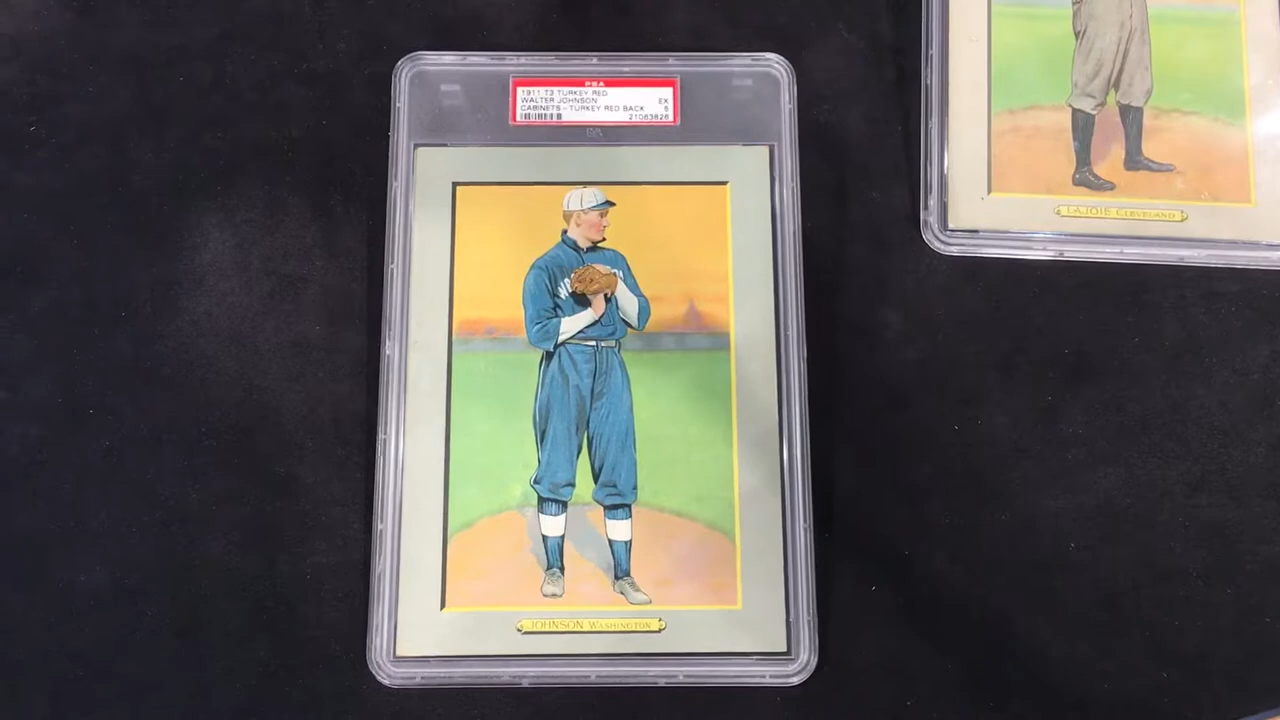 PSA
1911 T3 TURKEY RED
WALTER JOHNSON EX
CABINETS - TURKEY RED BACK 5
21063826
JOHNSON WASHINGTON
LAJOIE CLEVELAND